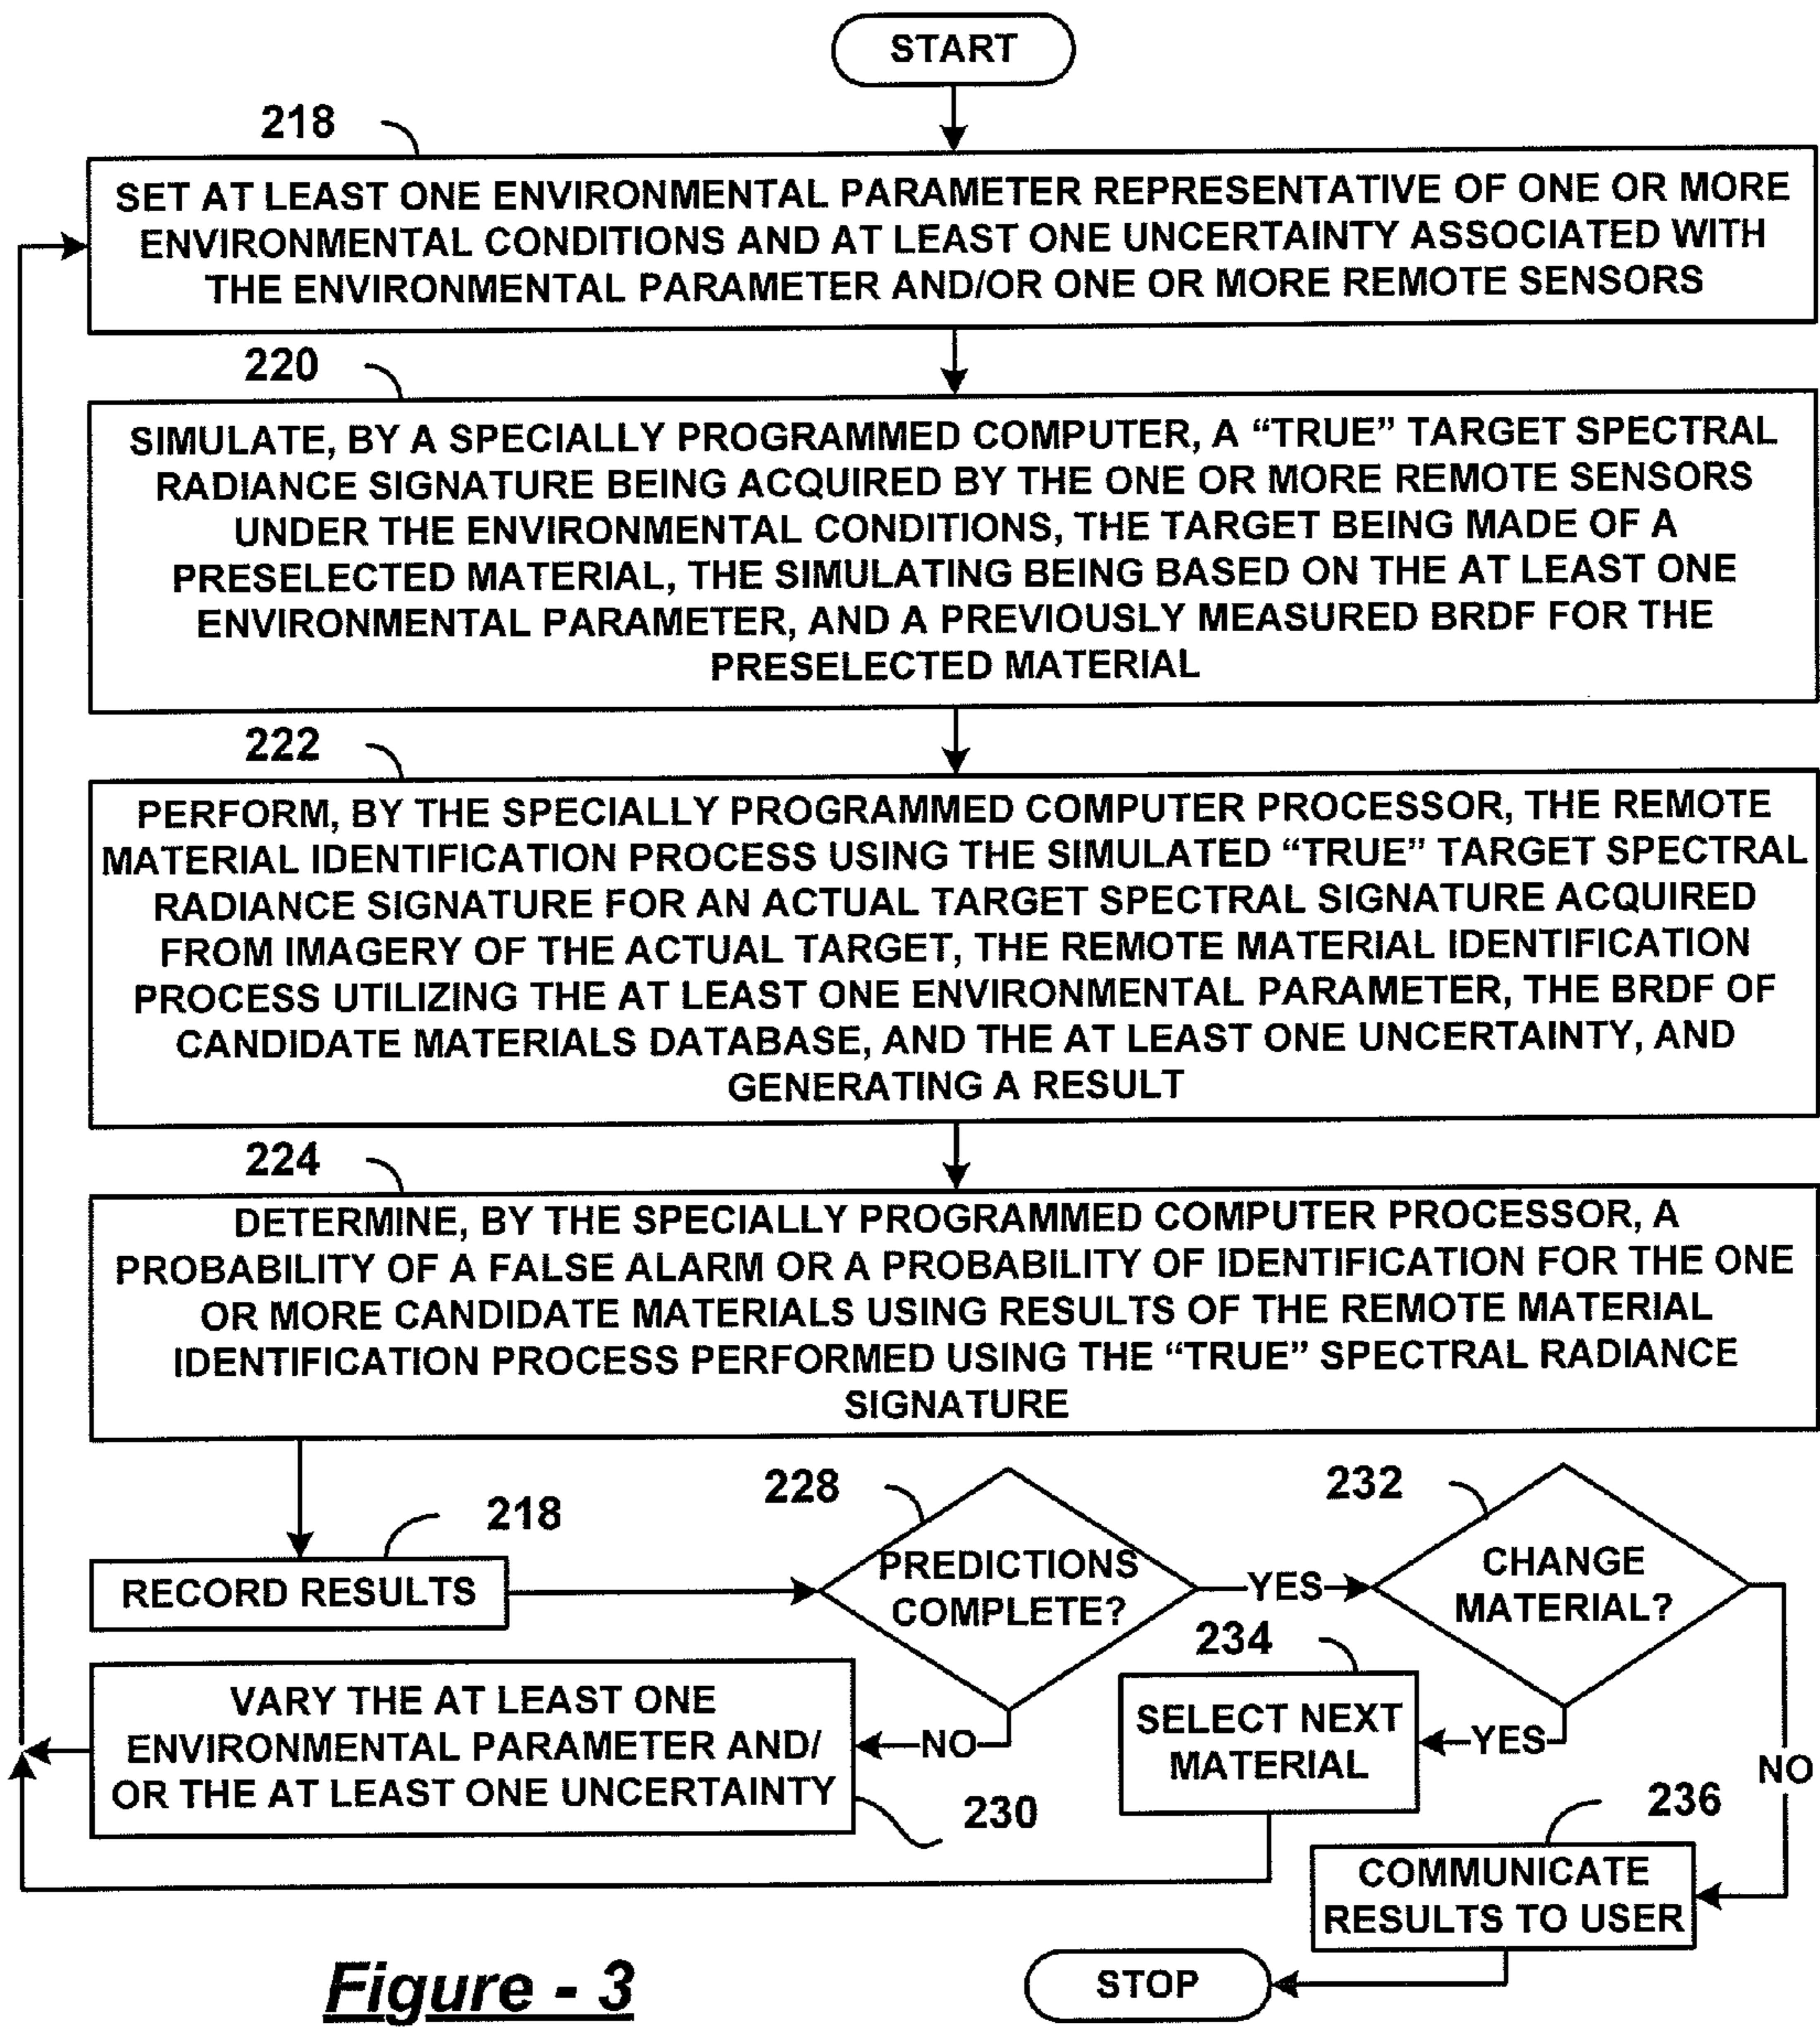 START
218
SET AT LEAST ONE ENVIRONMENTAL PARAMETER REPRESENTATIVE OF ONE OR MORE
ENVIRONMENTAL CONDITIONS AND AT LEAST ONE UNCERTAINTY ASSOCIATED WITH
THE ENVIRONMENTAL PARAMETER AND/OR ONE OR MORE REMOTE SENSORS
220
SIMULATE, BY A SPECIALLY PROGRAMMED COMPUTER, A “TRUE” TARGET SPECTRAL
RADIANCE SIGNATURE BEING ACQUIRED BY THE ONE OR MORE REMOTE SENSORS
UNDER THE ENVIRONMENTAL CONDITIONS, THE TARGET BEING MADE OF A
PRESELECTED MATERIAL, THE SIMULATING BEING BASED ON THE AT LEAST ONE
ENVIRONMENTAL PARAMETER, AND A PREVIOUSLY MEASURED BRDF FOR THE
PRESELECTED MATERIAL
222
PERFORM, BY THE SPECIALLY PROGRAMMED COMPUTER PROCESSOR, THE REMOTE
MATERIAL IDENTIFICATION PROCESS USING THE SIMULATED “TRUE” TARGET SPECTRAL
RADIANCE SIGNATURE FOR AN ACTUAL TARGET SPECTRAL SIGNATURE ACQUIRED
FROM IMAGERY OF THE ACTUAL TARGET, THE REMOTE MATERIAL IDENTIFICATION
PROCESS UTILIZING THE AT LEAST ONE ENVIRONMENTAL PARAMETER, THE BRDF OF
CANDIDATE MATERIALS DATABASE, AND THE AT LEAST ONE UNCERTAINTY, AND
GENERATING A RESULT
224
DETERMINE, BY THE SPECIALLY PROGRAMMED COMPUTER PROCESSOR, A
PROBABILITY OF A FALSE ALARM OR A PROBABILITY OF IDENTIFICATION FOR THE ONE
OR MORE CANDIDATE MATERIALS USING RESULTS OF THE REMOTE MATERIAL
IDENTIFICATION PROCESS PERFORMED USING THE “TRUE” SPECTRAL RADIANCE
SIGNATURE
218
RECORD RESULTS
228
PREDICTIONS
COMPLETE?
YES
232
CHANGE
MATERIAL?
NO
VARY THE AT LEAST ONE
ENVIRONMENTAL PARAMETER AND/
OR THE AT LEAST ONE UNCERTAINTY
230
234
SELECT NEXT
MATERIAL
YES
NO
236
COMMUNICATE
RESULTS TO USER
STOP
Figure - 3